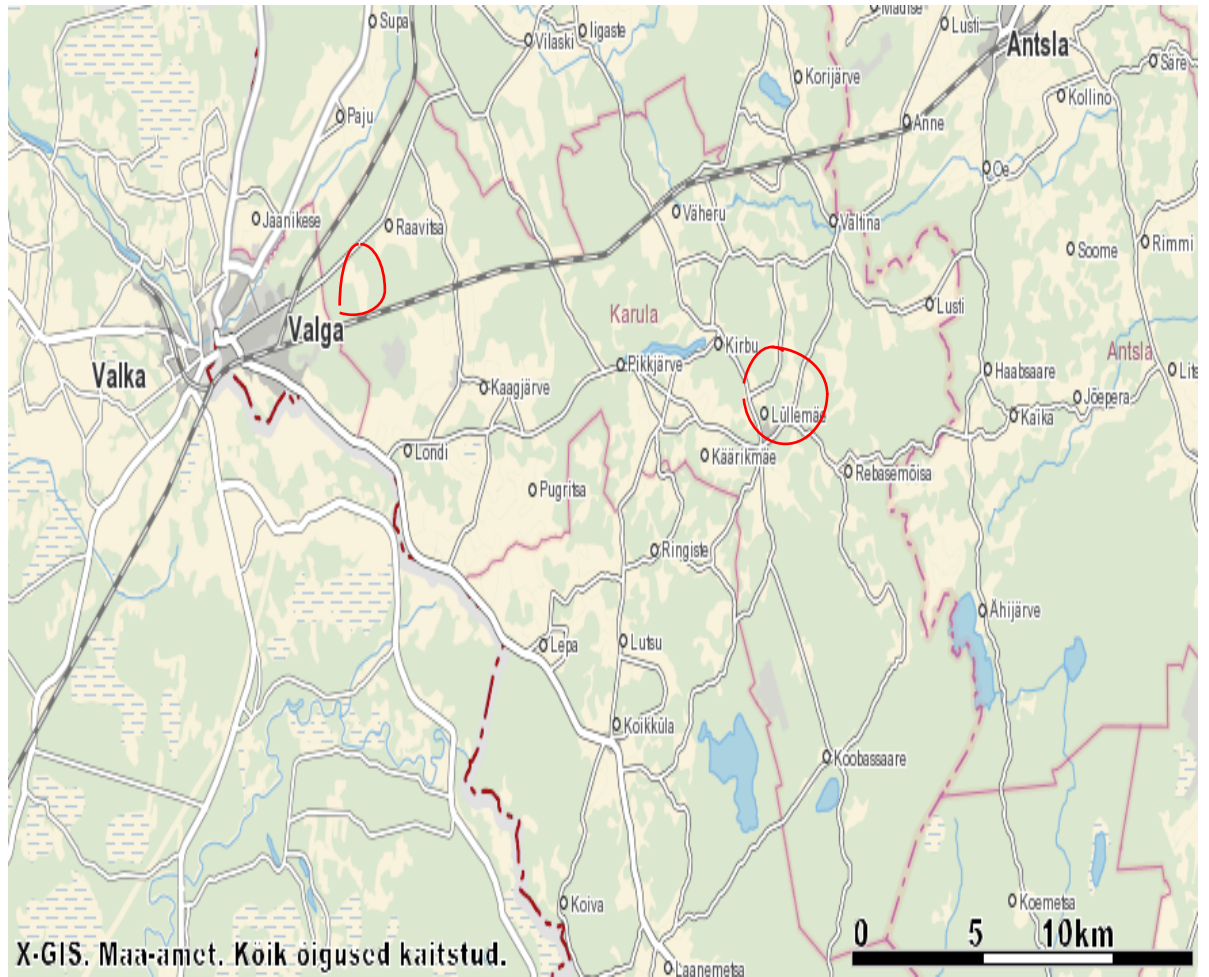 Supa
Vilaski
Iigaste
Madise
Lusti
Antsla
Säre
Korijärve
Kollino
Paju
Anne
Oe
Jaanikese
Raavitsa
Väheru
Valtina
Soome
Rimmi
Karula
Lusti
Valga
Kirbu
Antsla
Valka
Pikkjärve
Haabsaare
Kaagjärve
Jõepera
Lüllemäe
Kaika
Londi
Käärikmäe
Rebasemõisa
Pugritsa
Ringiste
Ähijärve
Lepa
Lutsu
Koikküla
Koobassaare
Koiva
Koemetsa
0 5 10km
X-GIS. Maa-amet. Kõik õigused kaitstud.
Laanemetsa